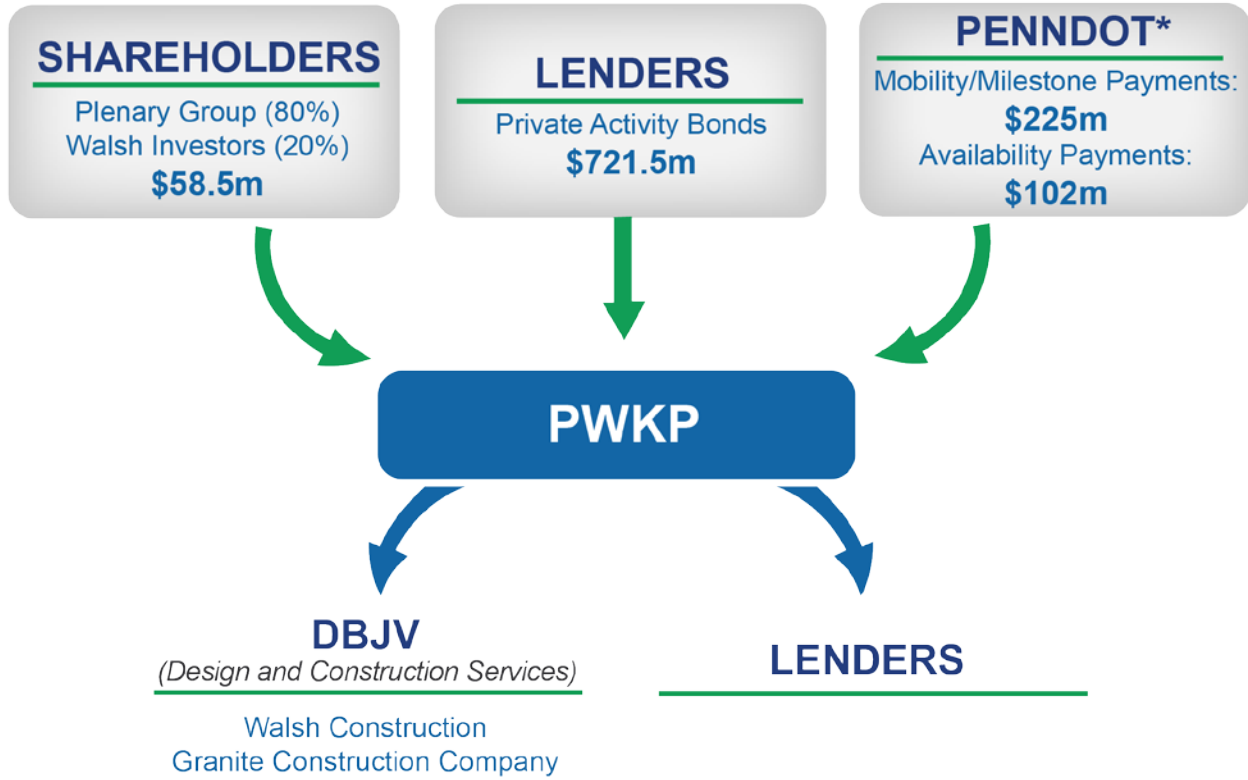 SHAREHOLDERS
Plenary Group (80%)
Walsh Investors (20%)
$58.5m
LENDERS
Private Activity Bonds
$721.5m
PENNDOT*
Mobility/Milestone Payments:
$225m
Availability Payments:
$102m
PWKP
DBJV
(Design and Construction Services)
Walsh Construction
Granite Construction Company
LENDERS